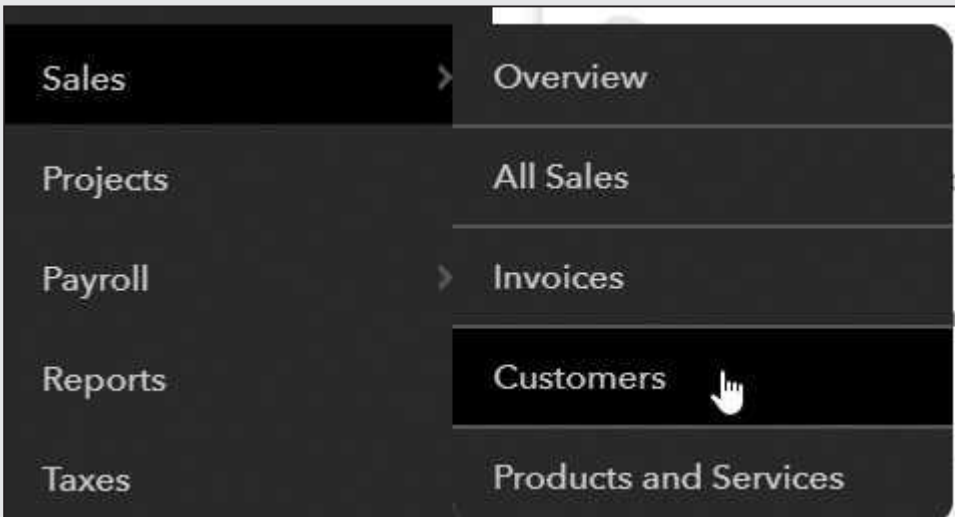 Sales
Projects
Payroll
Reports
Taxes
Overview
All Sales
Invoices
Customers
Products and Services